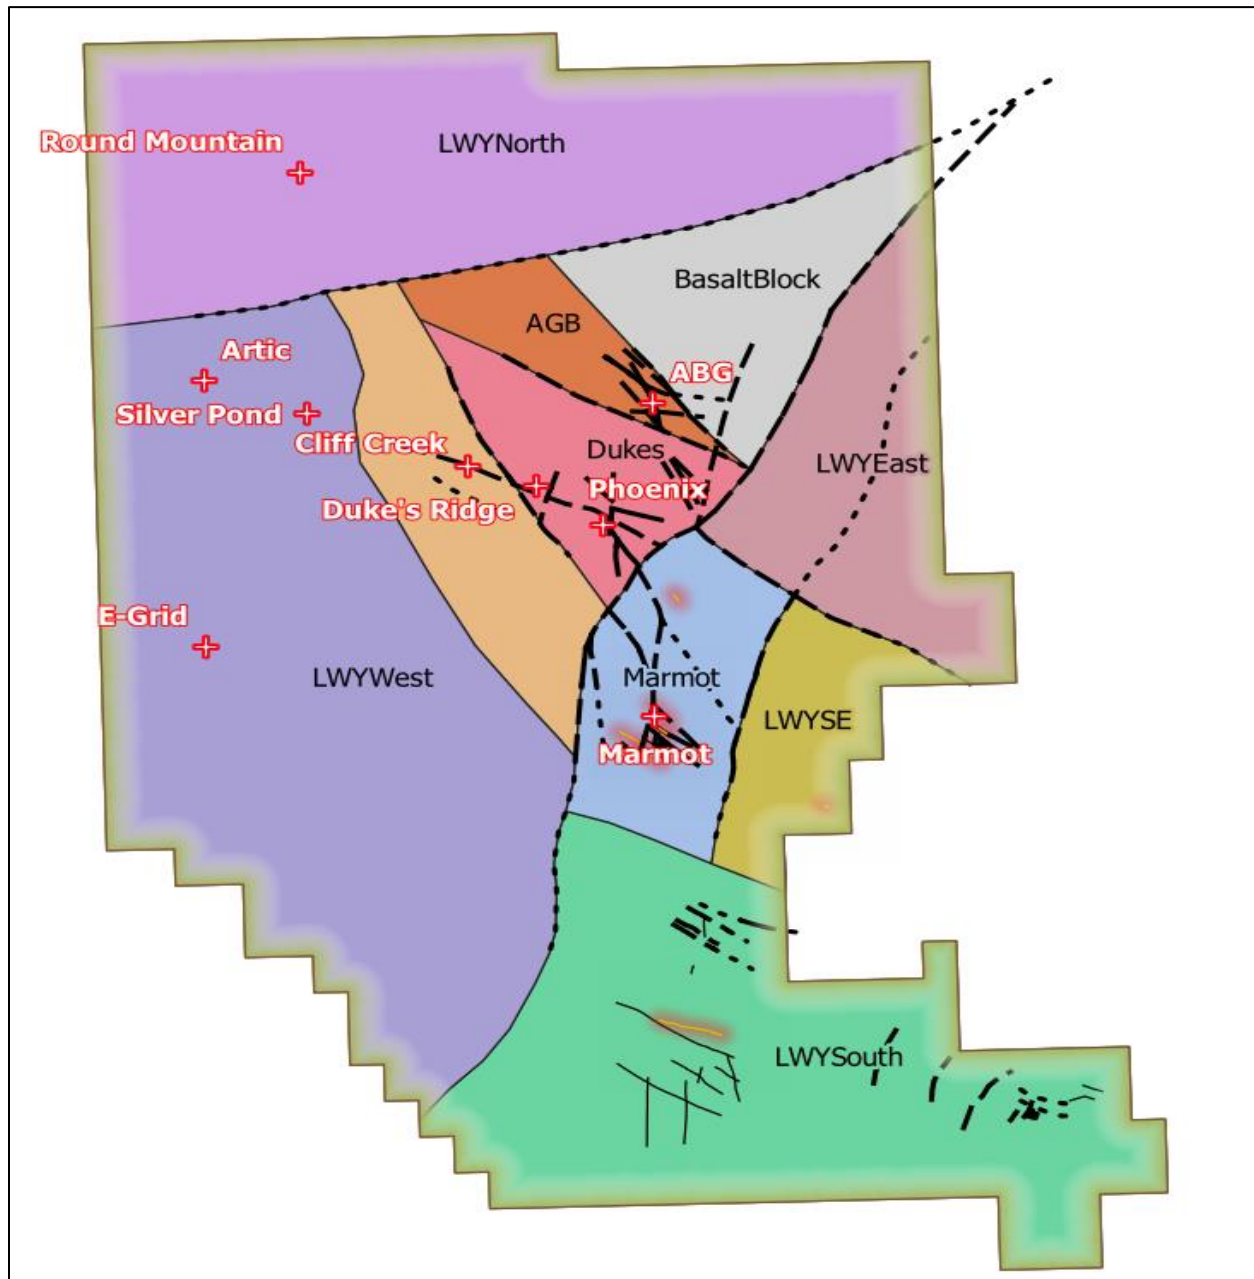 Round Mountain
LWYNorth
BasaltBlock
AGB
Artic
ABG
Silver Pond
Cliff Creek
Dukes
LWYEast
Phoenix
Duke's Ridge
E-Grid
LWYWest
Marmot
LWYSE
Marmot
LWYSouth